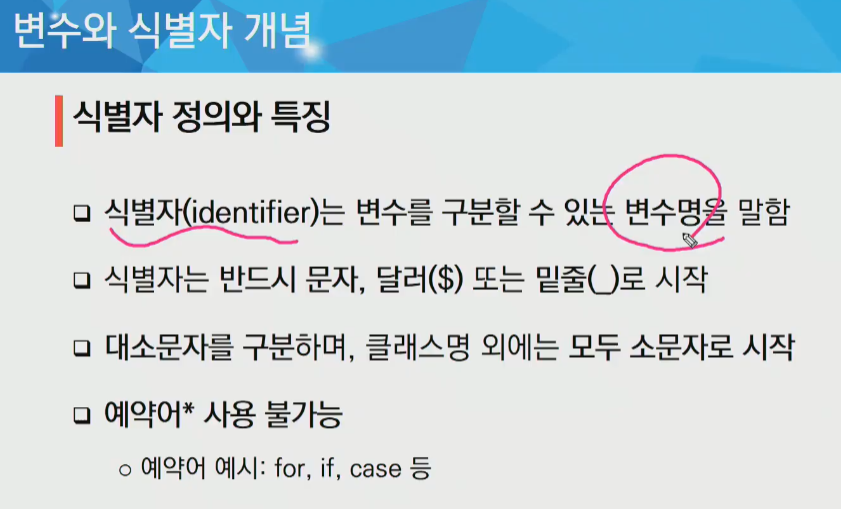 변수와 식별자 개념
식별자 정의와 특징
❑ 식별자(identifier)는 변수를 구분할 수 있는 변수명을 말함
❑ 식별자는 반드시 문자, 달러($) 또는 밑줄(_)로 시작
❑ 대소문자를 구분하며, 클래스명 외에는 모두 소문자로 시작
❑ 예약어* 사용 불가능
○ 예약어 예시: for, if, case 등